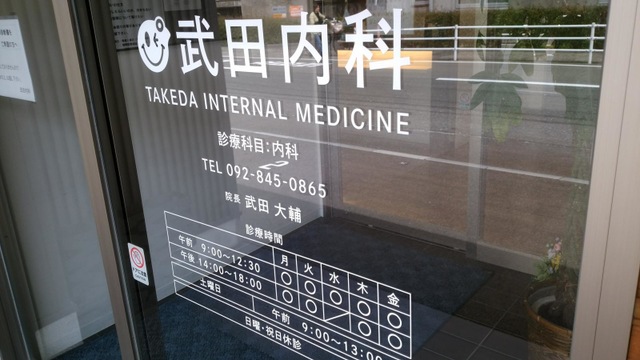 武田内科
TAKEDA INTERNAL MEDICINE
診療科目:内科
TEL 092-845-0865
院長 武田 大輔
診療時間
月 火 水 木 金
午前 9:00〜12:30 ○ ○ ○ ○ ○
午後 14:00〜18:00 ○ ○ / ○ ○
土曜日 午前 9:00〜13:00
日曜・祝日休診